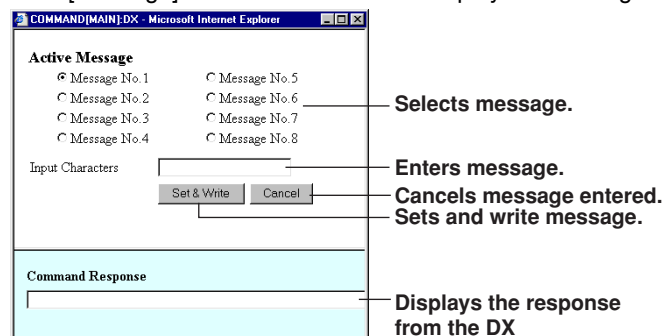 COMMAND[MAIN]:DX - Microsoft Internet Explorer
Active Message
Message No.1
Message No.5
Message No.2
Message No.6
Selects message.
Message No.3
Message No.7
Message No.4
Message No.8
Input Characters
Enters message.
Set & Write
Cancel
Cancels message entered.
Sets and write message.
Command Response
Displays the response
from the DX